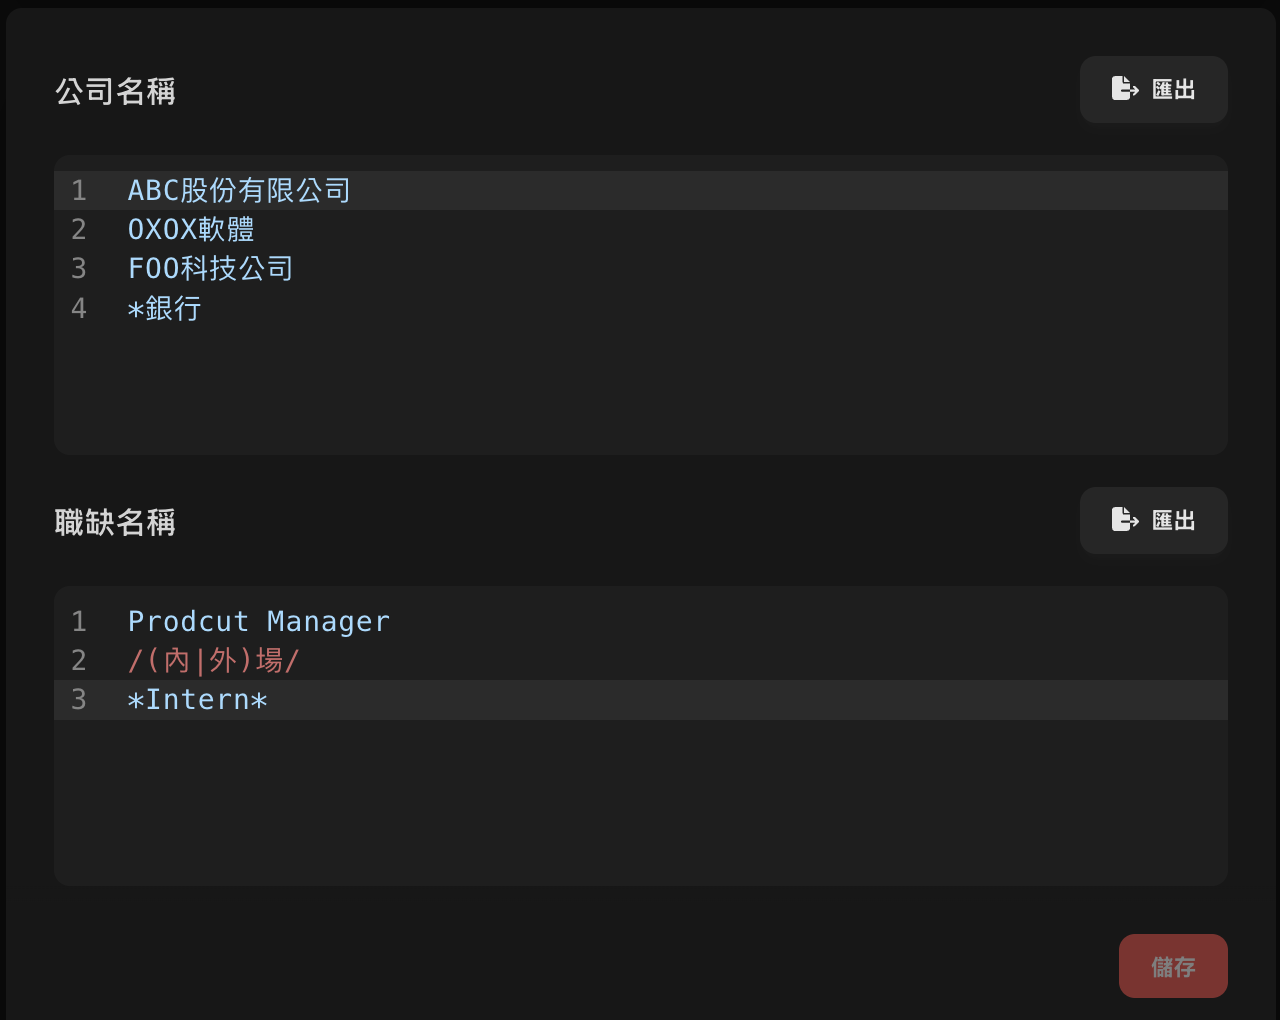 公司名稱
匯出
1 ABC股份有限公司
2 OXOX軟體
3 FOO科技公司
4 *銀行
職缺名稱
匯出
1 Prodcut Manager
2 /(內|外)場/
3 *Intern*
儲存